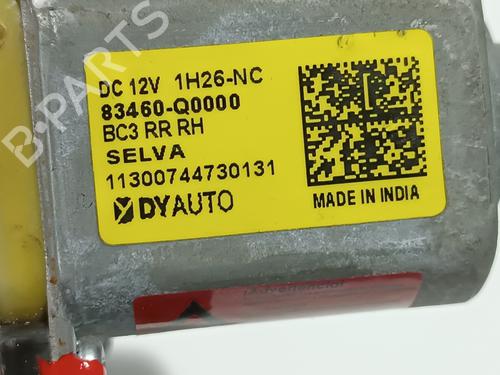 B-PARTS
DC 12V 1H26-NC
83460-Q0000
BC3 RR RH
SELVA
11300744730131
DYAUTO
MADE IN INDIA